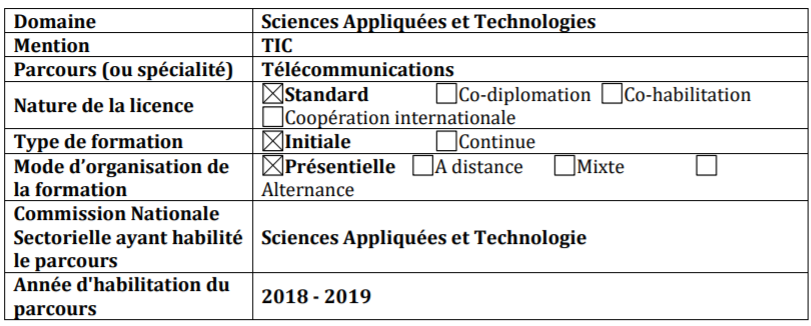 Domaine Sciences Appliquées et Technologies
Mention TIC
Parcours (ou spécialité) Télécommunications
Nature de la licence ☒Standard ☐Co-diplomation ☐Co-habilitation
☐Coopération internationale
Type de formation ☒Initiale ☐Continue
Mode d’organisation de la formation ☒Présentielle ☐A distance ☐Mixte ☐
Alternance
Commission Nationale
Sectorielle ayant habilité
le parcours
Sciences Appliquées et Technologie
Année d'habilitation du
parcours
2018 - 2019